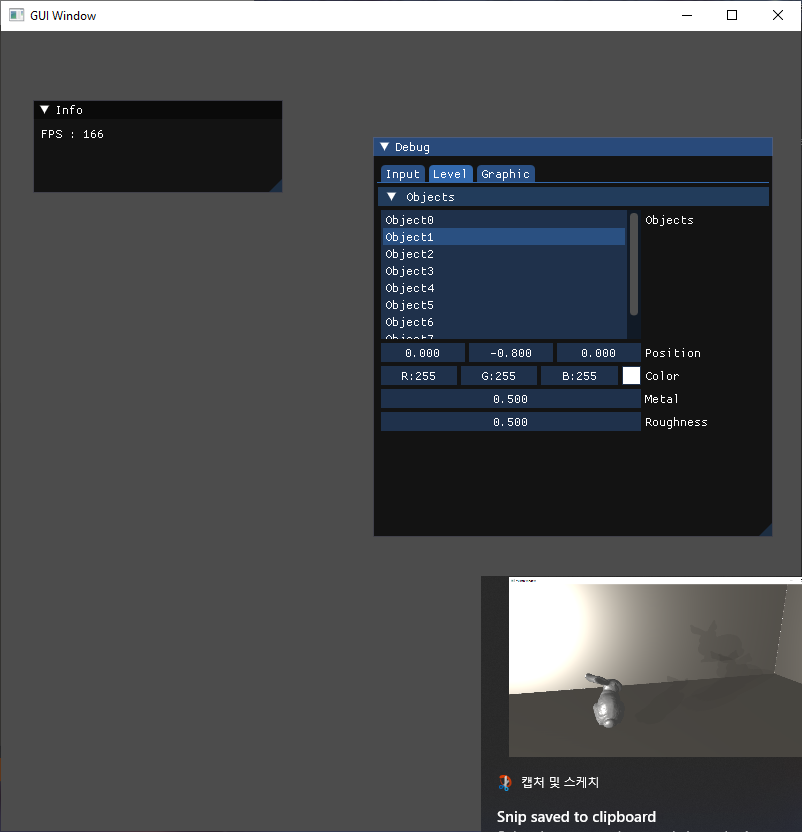 GUI Window
Info
FPS : 166
Debug
Input Level Graphic
Objects
Object0
Objects
Object1
Object2
Object3
Object4
Object5
Object6
Object7
0.000 -0.800 0.000 Position
R:255 G:255 B:255 Color
0.500 Metal
0.500 Roughness
캡처 및 스케치
Snip saved to clipboard